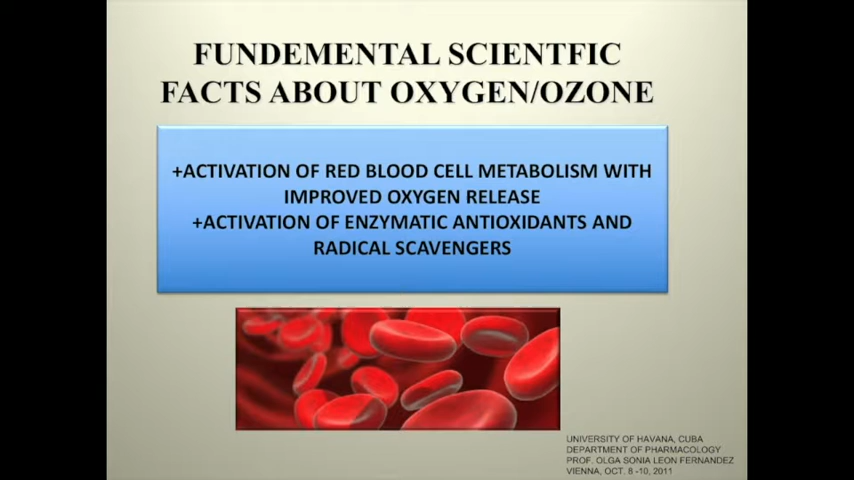 FUNDEMENTAL SCIENTFIC
FACTS ABOUT OXYGEN/OZONE
+ACTIVATION OF RED BLOOD CELL METABOLISM WITH
IMPROVED OXYGEN RELEASE
+ACTIVATION OF ENZYMATIC ANTIOXIDANTS AND
RADICAL SCAVENGERS
UNIVERSITY OF HAVANA, CUBA
DEPARTMENT OF PHARMACOLOGY
PROF. OLGA SONIA LEON FERNANDEZ
VIENNA, OCT. 8 -10, 2011